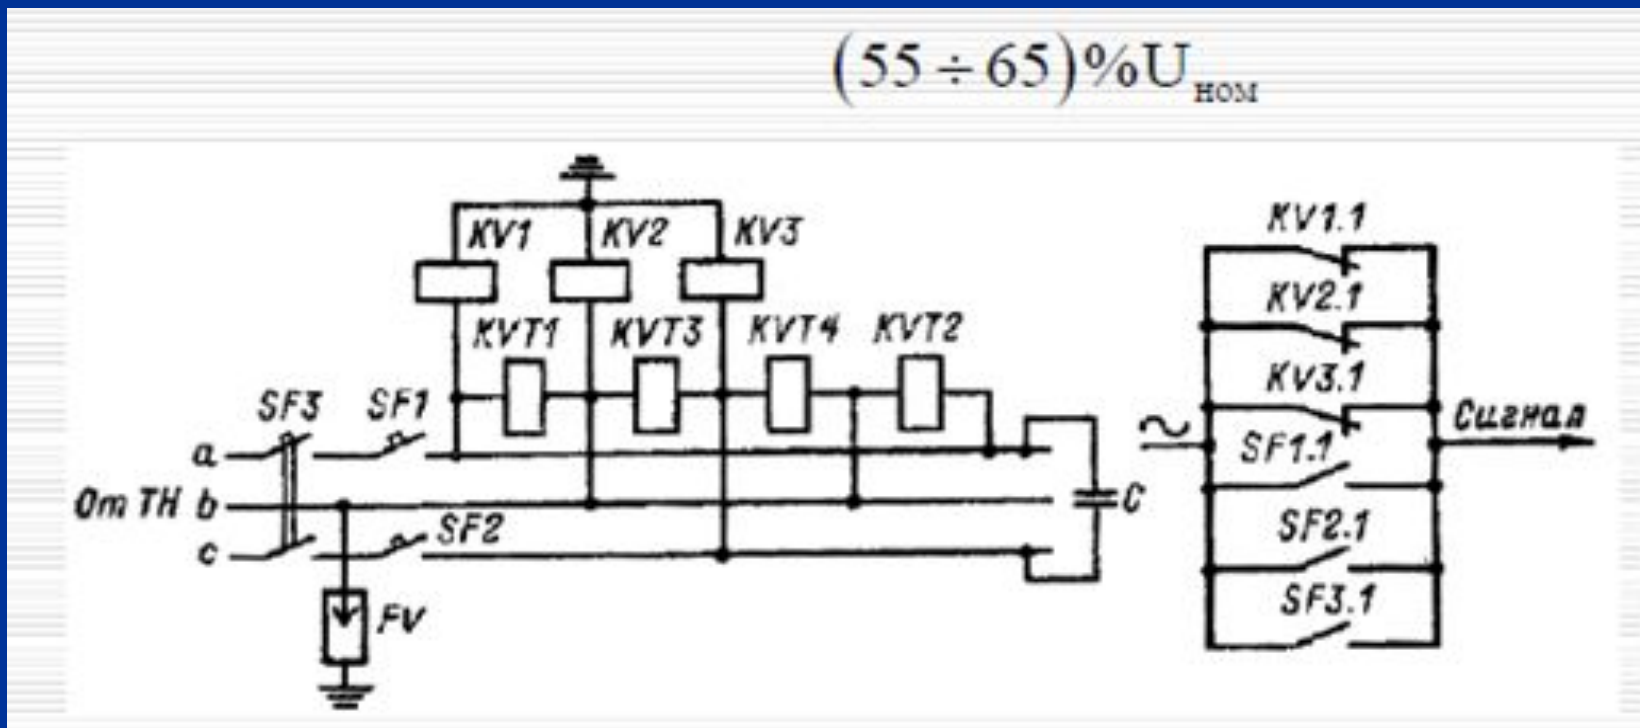 (55 ÷ 65)%Uном
KV1 KV2 KV3
KVT1 KVT3 KVT4 KVT2
SF3 SF1
a
От ТН b
c
SF2
FV
C
KV1.1
KV2.1
KV3.1
Сигнал
SF1.1
SF2.1
SF3.1